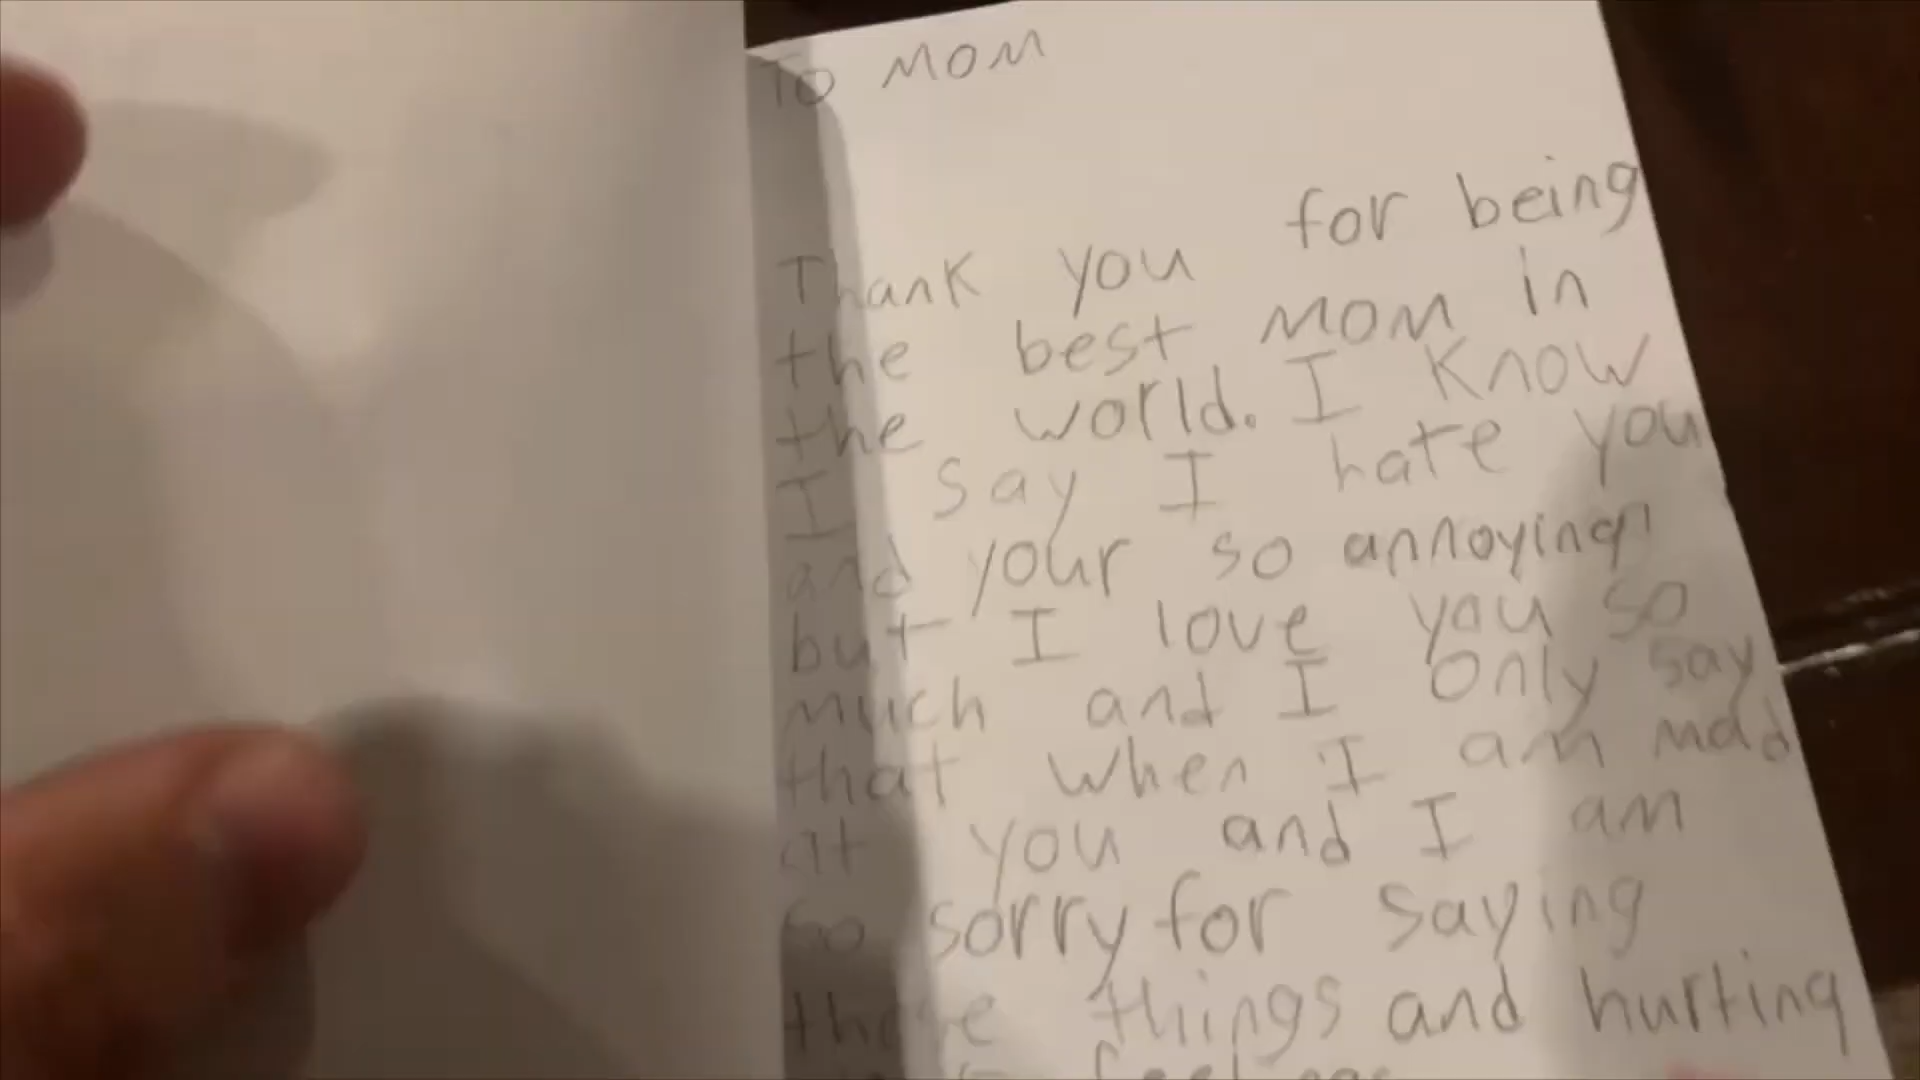 To MOM
Thank you for being
the best MOM in
the world. I know
I say I hate you
and your so annoying
but I love you so
much and I only say
that when I am mad
at you and I am
so sorry for saying
those things and hurting
feelings